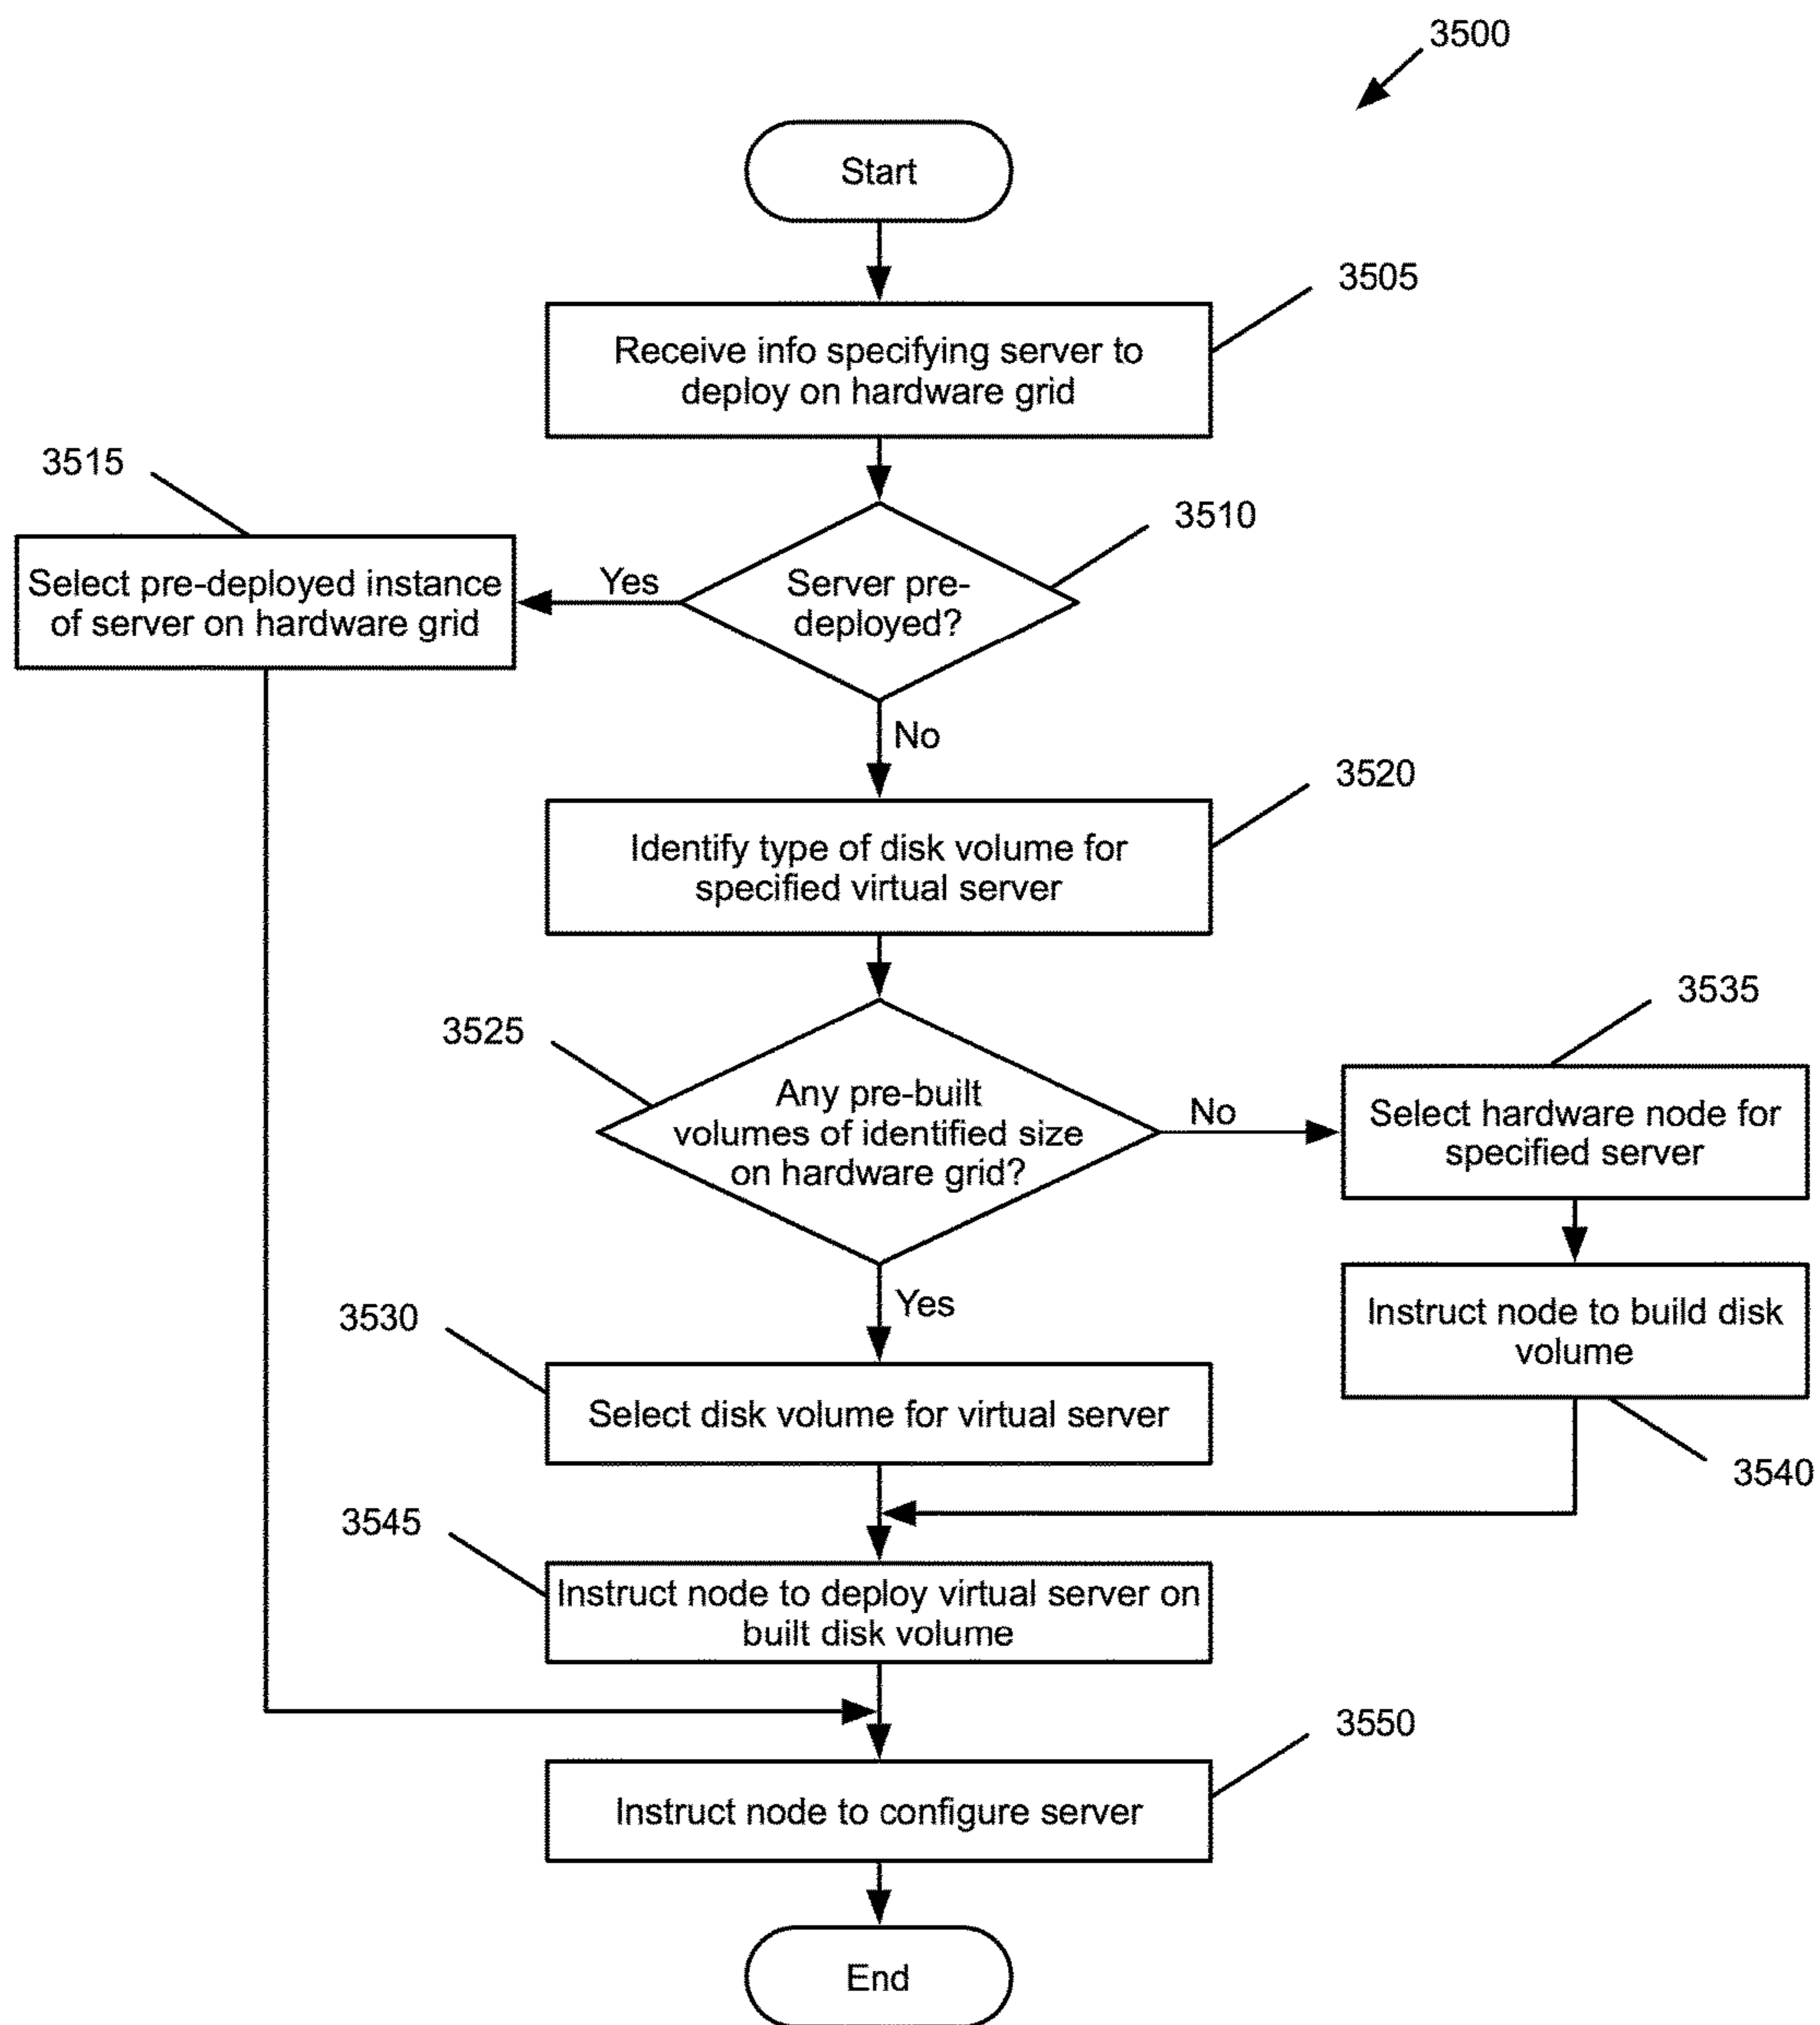 3500
Start
3505
Receive info specifying server to
deploy on hardware grid
3515
3510
Select pre-deployed instance
of server on hardware grid
Yes
Server pre-
deployed?
No
3520
Identify type of disk volume for
specified virtual server
3525
3535
Any pre-built
volumes of identified size
on hardware grid?
No
Select hardware node for
specified server
Yes
3530
Instruct node to build disk
volume
Select disk volume for virtual server
3540
3545
Instruct node to deploy virtual server on
built disk volume
3550
Instruct node to configure server
End